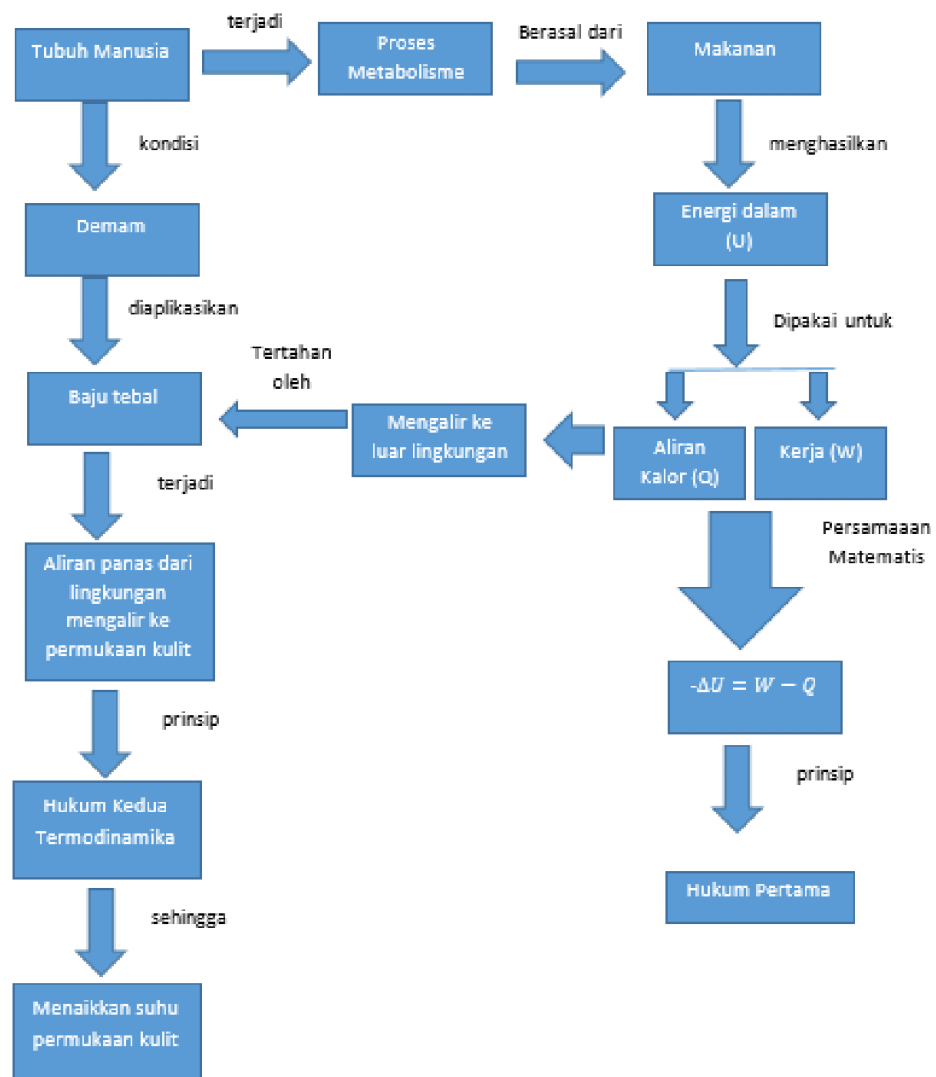 Tubuh Manusia
terjadi
Proses
Metabolisme
Berasal dari
Makanan
kondisi
menghasilkan
Demam
Energi dalam
(U)
diaplikasikan
Dipakai untuk
Tertahan
oleh
Baju tebal
Mengalir ke
luar lingkungan
Aliran
Kalor (Q)
Kerja (W)
terjadi
Persamaaan
Matematis
Aliran panas dari
lingkungan
mengalir ke
permukaan kulit
-ΔU = W − Q
prinsip
prinsip
Hukum Kedua
Termodinamika
Hukum Pertama
sehingga
Menaikkan suhu
permukaan kulit